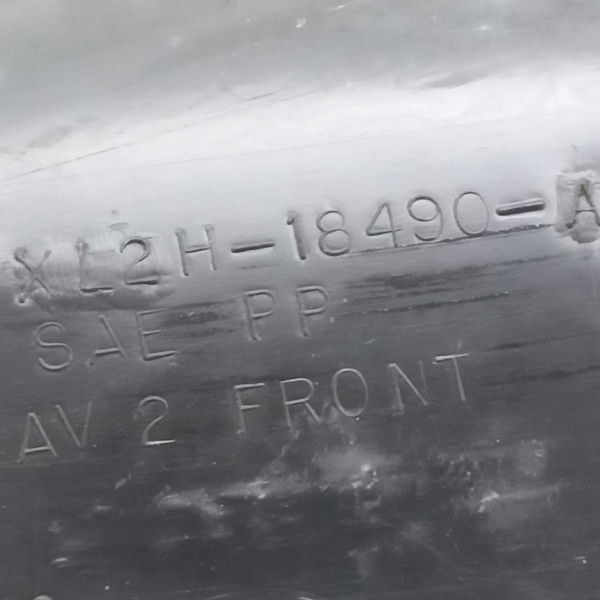 XL2H-18490-A
SAE PP
AV 2 FRONT